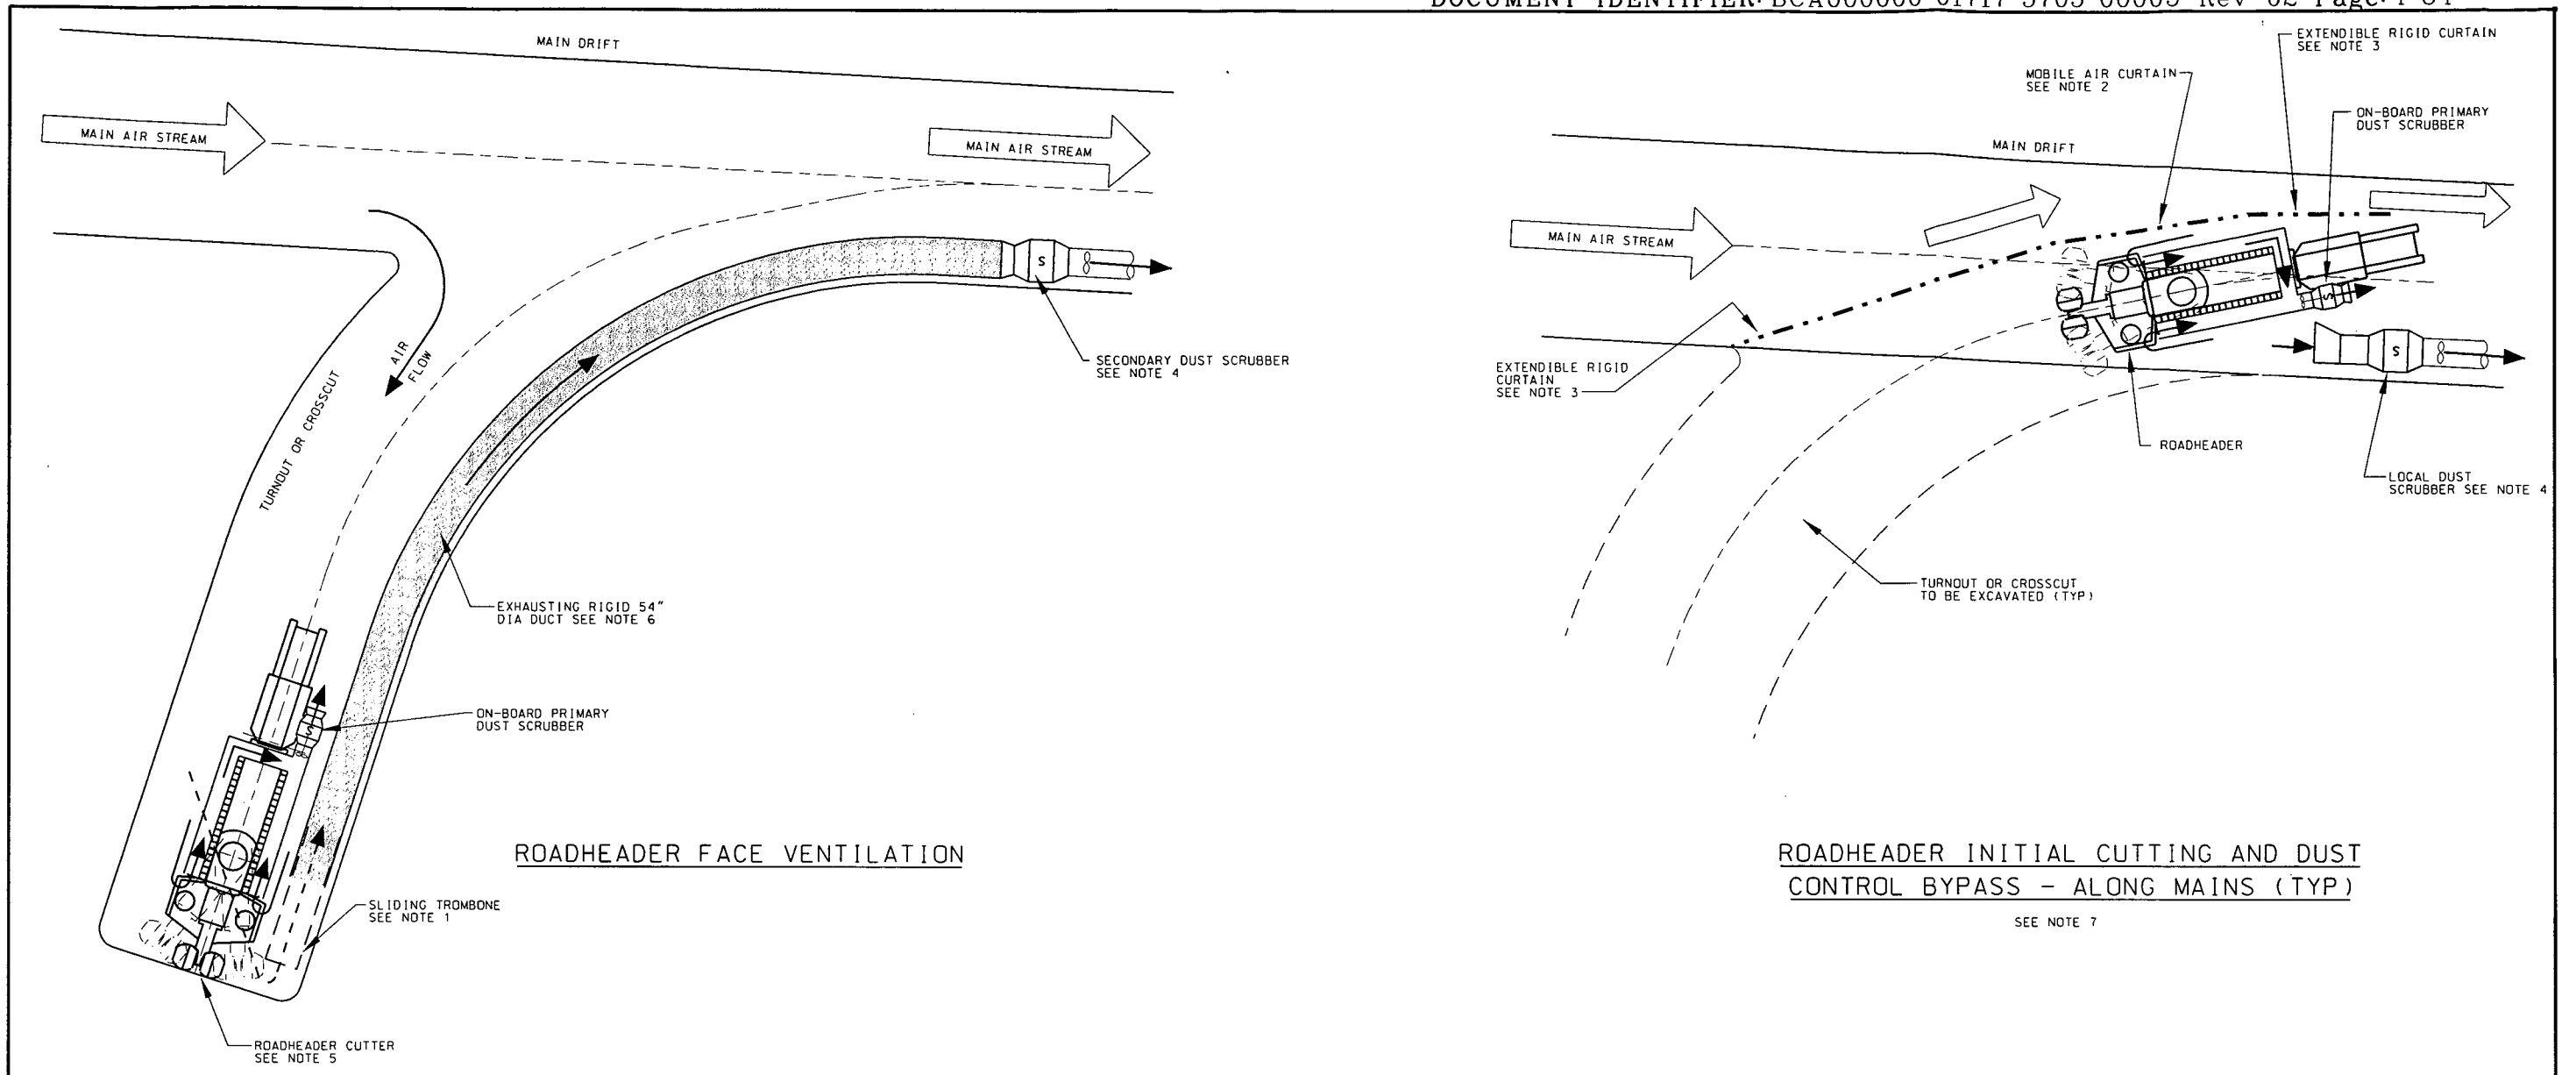 MAIN DRIFT
MAIN AIR STREAM
MAIN AIR STREAM
AIR
FLOW
TURNOUT OR CROSSCUT
S
SECONDARY DUST SCRUBBER
SEE NOTE 4
EXHAUSTING RIGID 54"
DIA DUCT SEE NOTE 6
ON-BOARD PRIMARY
DUST SCRUBBER
S
SLIDING TROMBONE
SEE NOTE 1
ROADHEADER CUTTER
SEE NOTE 5
ROADHEADER FACE VENTILATION
EXTENDIBLE RIGID CURTAIN
SEE NOTE 3
MOBILE AIR CURTAIN
SEE NOTE 2
ON-BOARD PRIMARY
DUST SCRUBBER
MAIN DRIFT
MAIN AIR STREAM
S
S
EXTENDIBLE RIGID
CURTAIN
SEE NOTE 3
ROADHEADER
LOCAL DUST
SCRUBBER SEE NOTE 4
TURNOUT OR CROSSCUT
TO BE EXCAVATED (TYP)
ROADHEADER INITIAL CUTTING AND DUST
CONTROL BYPASS - ALONG MAINS (TYP)
SEE NOTE 7